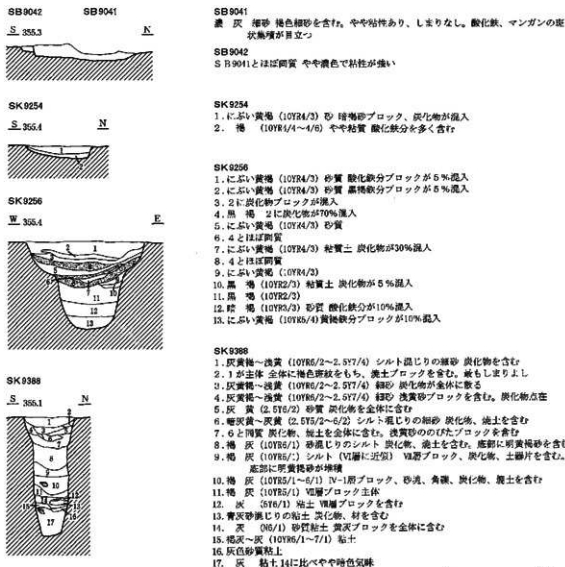 SB9042 SB9041
S 355.3 N
SK9254
S 355.4 N
1
SK9256
W 355.4 E
1
11
12
13
SK9388
S 355.1 N
10
17
SB9041
濃 灰 細砂 褐色細砂を含む。やや粘性あり、しまりなし。酸化鉄、マンガンの斑
状集積が目立つ
SB9042
SB9041とほぼ同質 やや濃色で粘性が強い
SK9254
1.にぶい黄褐 (10YR4/3) 砂 暗褐砂ブロック、炭化物が混入
2. 褐 (10YR4/4～4/6) やや粘質 酸化鉄分を多く含む
SK9256
1.にぶい黄褐 (10YR4/3) 砂質 酸化鉄分ブロックが5%混入
2.にぶい黄褐 (10YR4/3) 砂質 黒褐鉄分ブロックが5%混入
3.2に炭化物ブロックが混入
4.黒 褐 2に炭化物が70%混入
5.にぶい黄褐 (10YR4/3) 砂質
6.4とほぼ同質
7.にぶい黄褐 (10YR4/3) 粘質土 炭化物が30%混入
8.4とほぼ同質
9.にぶい黄褐 (10YR4/3)
10.黒 褐 (10YR2/3) 粘質土 炭化物が5%混入
11.黒 褐 (10YR2/3)
12.暗 褐 (10YR3/3) 砂質 酸化鉄分が10%混入
13.にぶい黄褐 (10YR5/4) 黄褐鉄分ブロックが10%混入
SK9388
1.灰黄褐～浅黄 (10YR6/2～2.5Y7/4) シルト混じりの細砂 炭化物を含む
2.1が主体 全体に褐色斑紋をもち、焼土ブロックを含む。最もしまりよし
3.灰黄褐～浅黄 (10YR6/2～2.5Y7/4) 細砂 炭化物が全体に散る
4.灰黄褐～浅黄 (10YR6/2～2.5Y7/4) 細砂 浅黄砂ブロックを含む。炭化物点在
5.灰 黄 (2.5Y6/2) 砂質 炭化物を全体に含む
6.暗灰黄～灰黄 (2.5Y5/2～6/2) シルト混じりの細砂 炭化物、焼土を含む
7.6と同質 炭化物、焼土を全体に含む。浅黄砂ののびたブロックを含む
8.褐 灰 (10YR6/1) 砂混じりのシルト 炭化物、焼土を含む。底部に明黄褐砂を含む
9.褐 灰 (10YR6/1) シルト (Ⅵ層に近似) Ⅶ層ブロック、炭化物、土器片を含む。
底部に明黄褐砂が堆積
10.褐 灰 (10YR5/1～6/1) Ⅳ-1層ブロック、砂流、角礫、炭化物、焼土を含む
11.褐 灰 (10YR5/1) Ⅶ層ブロック主体
12. 灰 (5Y6/1) 粘土 Ⅶ層ブロックを含む
13.青灰砂混じりの粘土 炭化物、材を含む
14. 灰 (N6/1) 砂質粘土 黄灰ブロックを全体に含む
15.褐灰～灰 (10YR6/1～7/1) 粘土
16.灰色砂質粘土
17. 灰 粘土 14に比べやや暗色気味